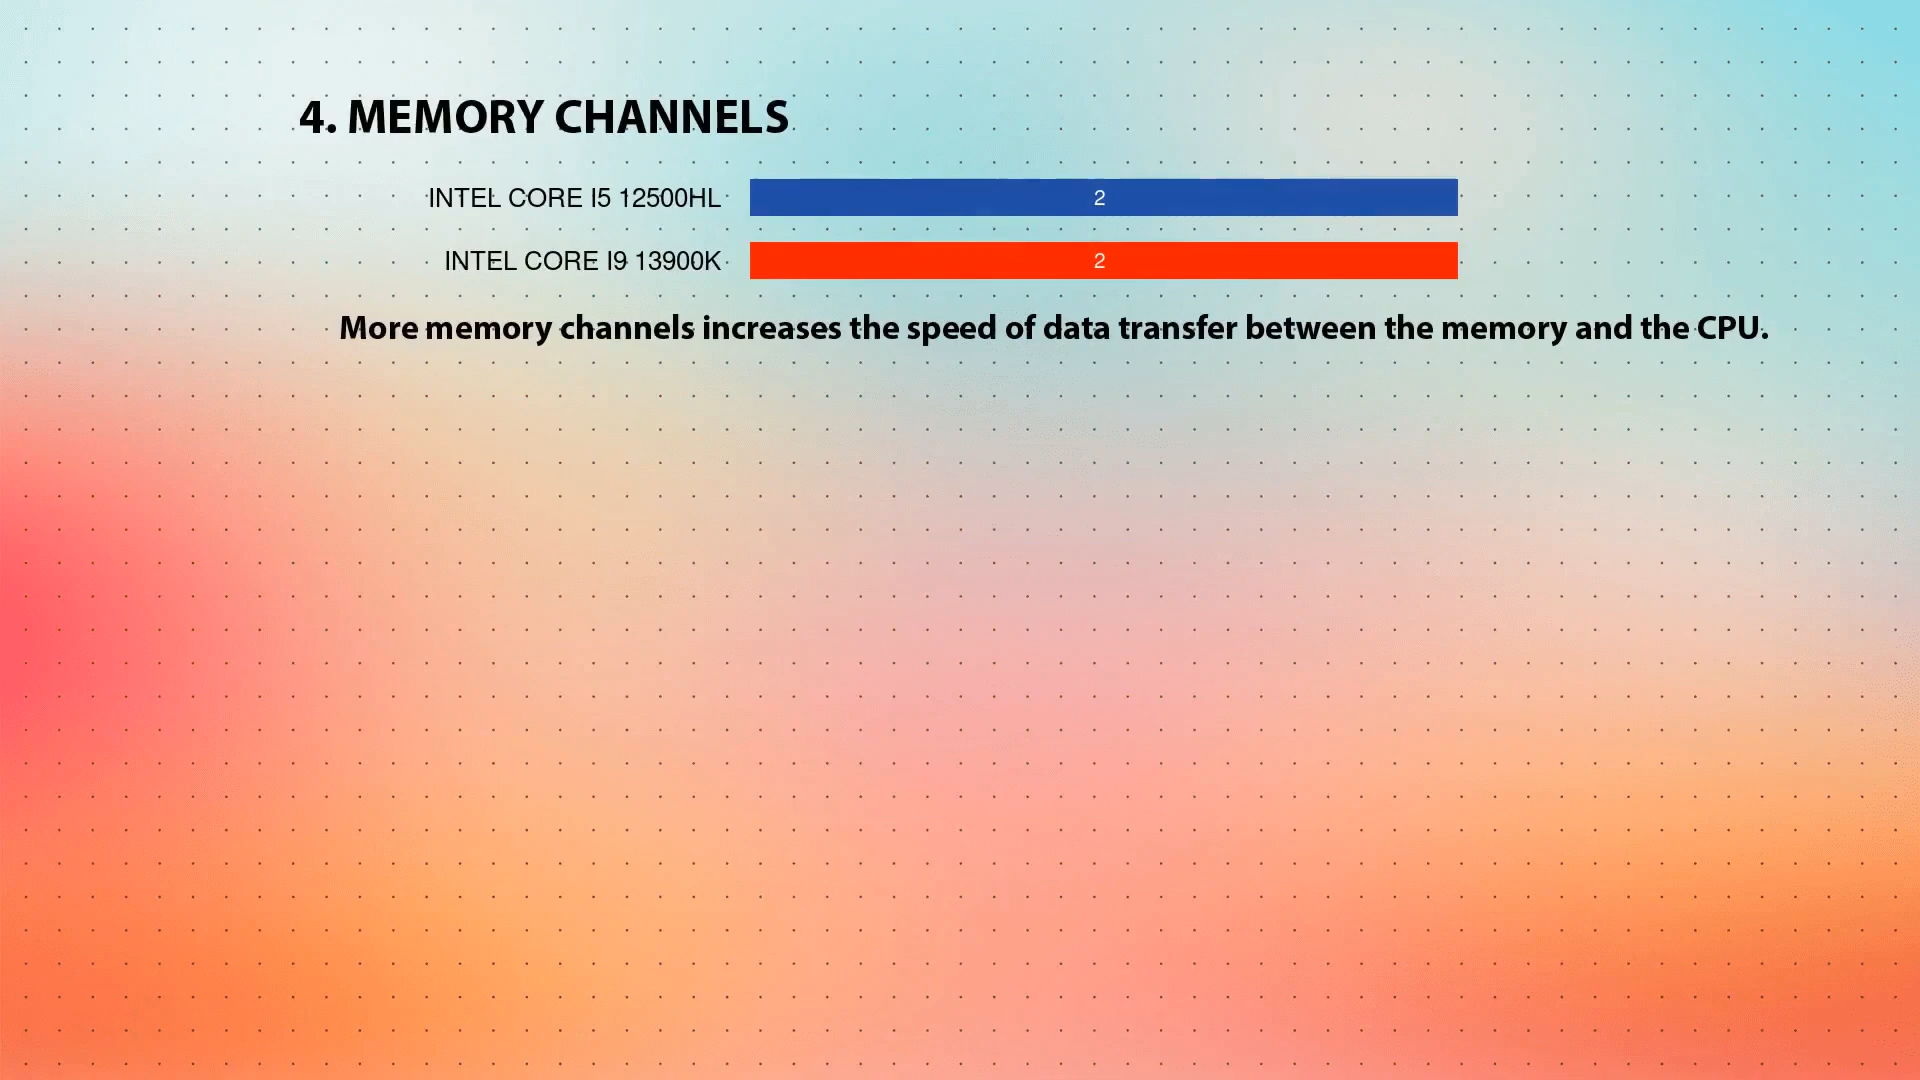 4. MEMORY CHANNELS
INTEL CORE I5 12500HL 2
INTEL CORE I9 13900K 2
More memory channels increases the speed of data transfer between the memory and the CPU.